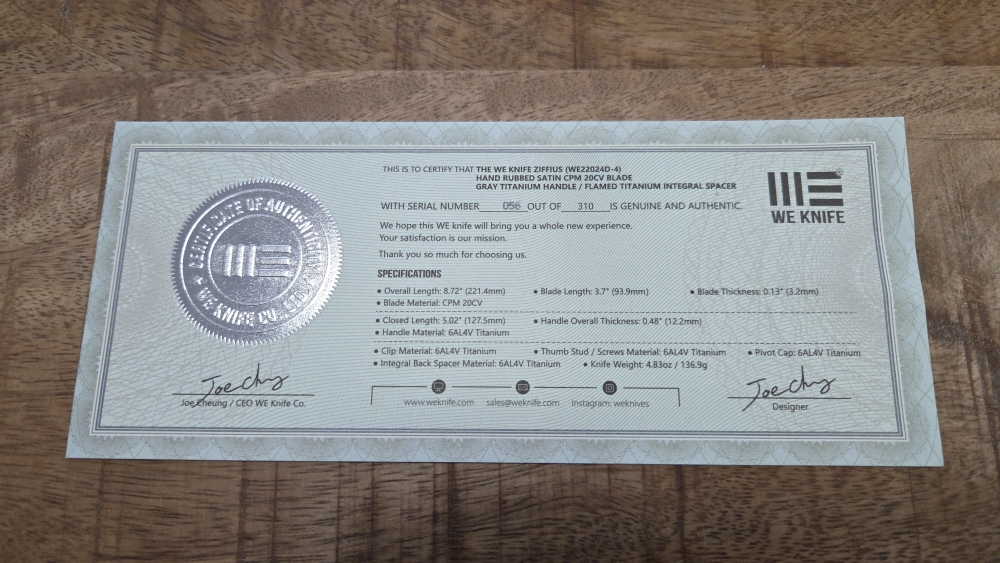 THIS IS TO CERTIFY THAT THE WE KNIFE ZIFFIUS (WE22024D-4)
HAND RUBBED SATIN CPM 20CV BLADE
GRAY TITANIUM HANDLE / FLAMED TITANIUM INTEGRAL SPACER
WITH SERIAL NUMBER 056 OUT OF 310 IS GENUINE AND AUTHENTIC.
We hope this WE knife will bring you a whole new experience.
Your satisfaction is our mission.
Thank you so much for choosing us.
®
WE KNIFE
CERTIFICATE OF AUTHENTICITY
WE KNIFE CO., LTD
SPECIFICATIONS
• Overall Length: 8.72" (221.4mm) • Blade Length: 3.7" (93.9mm) • Blade Thickness: 0.13" (3.2mm)
• Blade Material: CPM 20CV
• Closed Length: 5.02" (127.5mm) • Handle Overall Thickness: 0.48" (12.2mm)
• Handle Material: 6AL4V Titanium
• Clip Material: 6AL4V Titanium • Thumb Stud / Screws Material: 6AL4V Titanium • Pivot Cap: 6AL4V Titanium
• Integral Back Spacer Material: 6AL4V Titanium • Knife Weight: 4.83oz / 136.9g
Joe Chug
Joe Cheung / CEO WE Knife Co.
www.weknife.com sales@weknife.com Instagram: weknives
Joe Chug
Designer